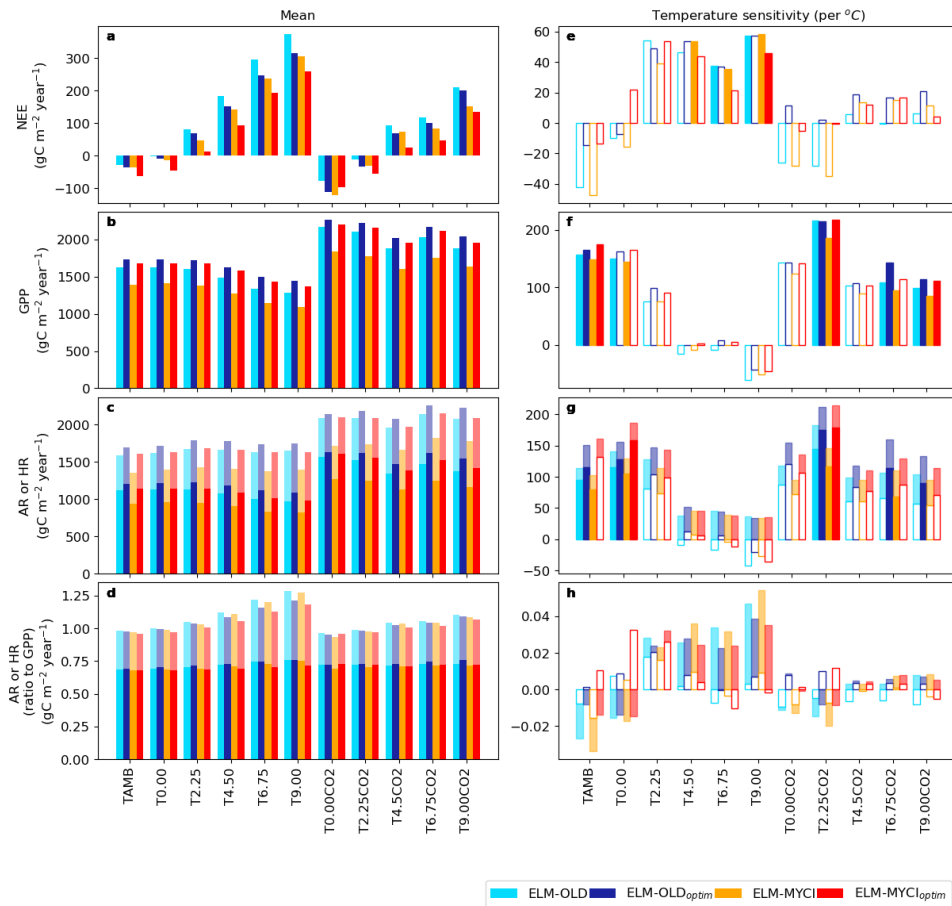 Mean
Temperature sensitivity (per °C)
a
NEE
(gC m⁻² year⁻¹)
300
200
100
0
−100
e
60
40
20
0
−20
−40
b
GPP
(gC m⁻² year⁻¹)
2000
1500
1000
500
0
f
200
100
0
c
AR or HR
(gC m⁻² year⁻¹)
2000
1500
1000
500
0
g
200
150
100
50
0
−50
d
AR or HR
(ratio to GPP)
(gC m⁻² year⁻¹)
1.25
1.00
0.75
0.50
0.25
0.00
h
0.04
0.02
0.00
−0.02
TAMB
T0.00
T2.25
T4.50
T6.75
T9.00
T0.00CO2
T2.25CO2
T4.5CO2
T6.75CO2
T9.00CO2
TAMB
T0.00
T2.25
T4.50
T6.75
T9.00
T0.00CO2
T2.25CO2
T4.5CO2
T6.75CO2
T9.00CO2
ELM-OLD ELM-OLDoptim ELM-MYCI ELM-MYCIoptim